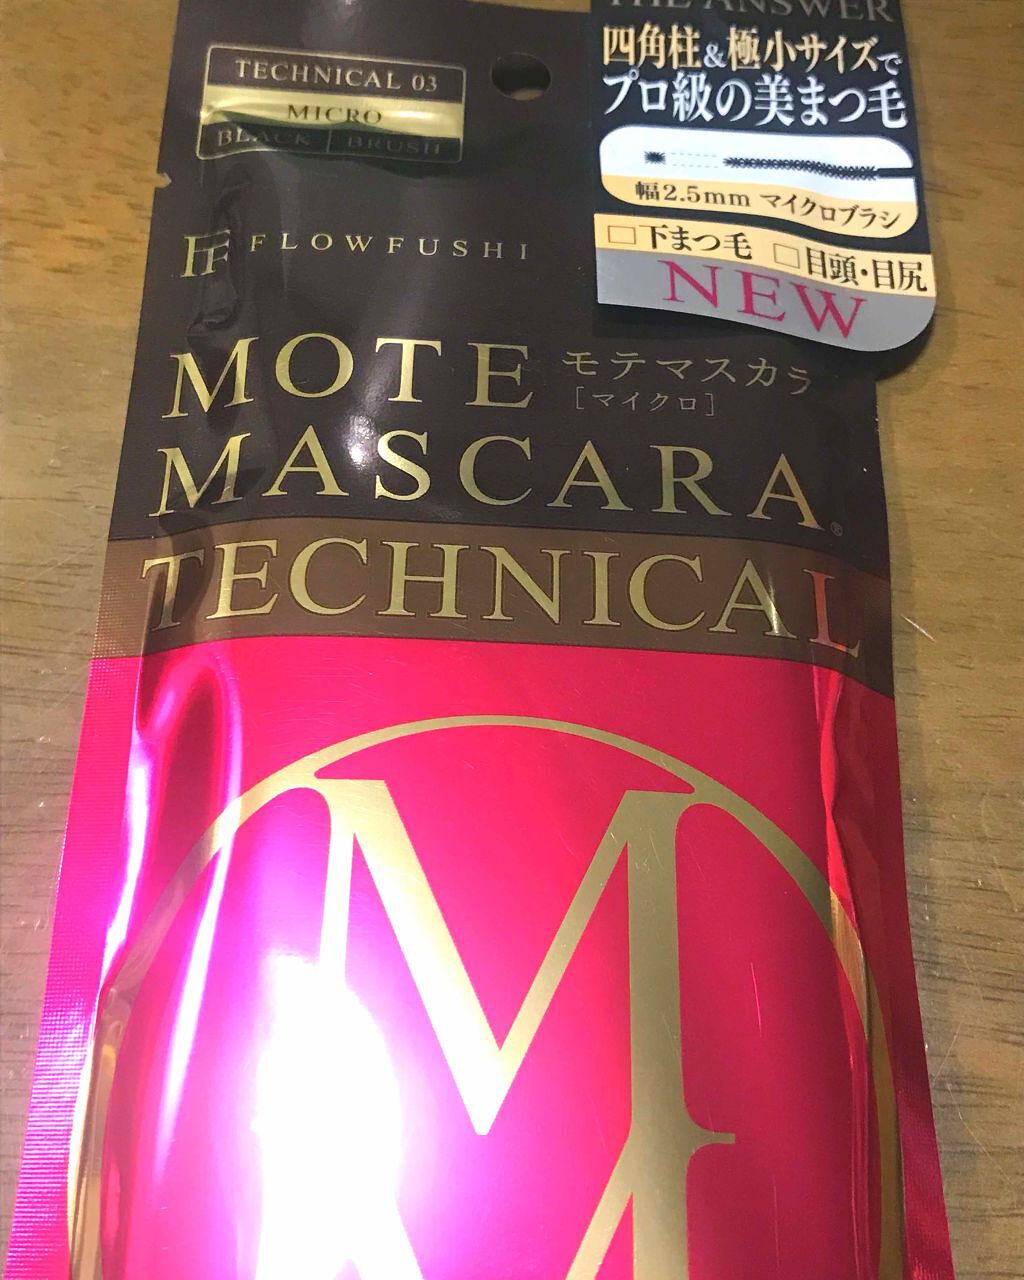 THE ANSWER
四角柱&極小サイズで
プロ級の美まつ毛
幅2.5mm マイクロブラシ
□下まつ毛 □目頭・目尻
NEW
TECHNICAL 03
MICRO
BLACK BRUSH
FF FLOWFUSHI
MOTE
モテマスカラ
[マイクロ]
MASCARA®
TECHNICAL
M